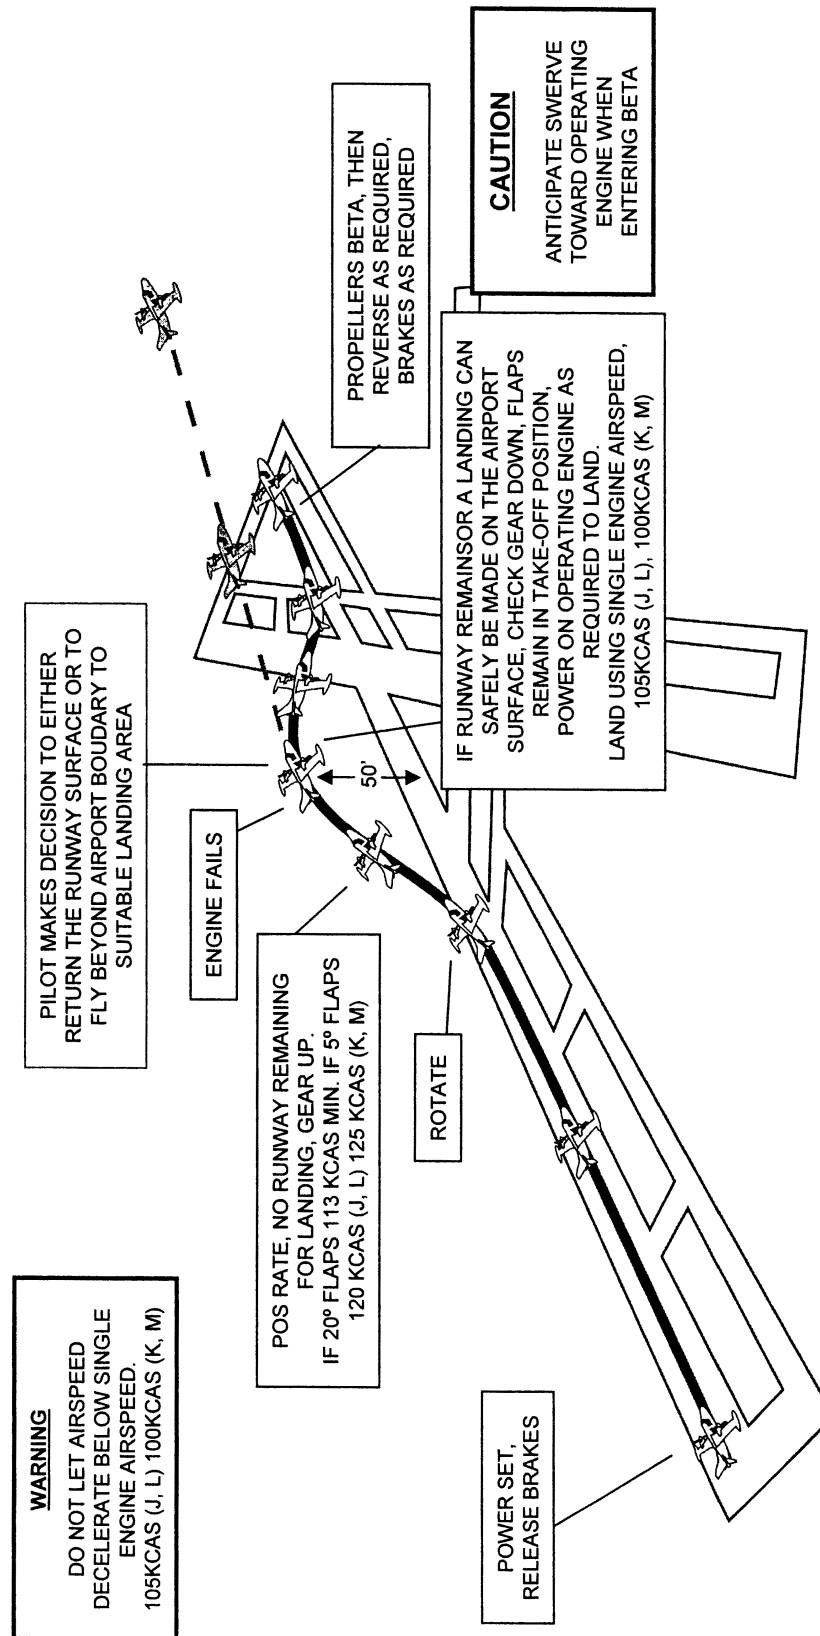 WARNING
DO NOT LET AIRSPEED
DECELERATE BELOW SINGLE
ENGINE AIRSPEED.
105KCAS (J, L) 100KCAS (K, M)
PILOT MAKES DECISION TO EITHER
RETURN THE RUNWAY SURFACE OR TO
FLY BEYOND AIRPORT BOUDARY TO
SUITABLE LANDING AREA
ENGINE FAILS
POS RATE, NO RUNWAY REMAINING
FOR LANDING, GEAR UP.
IF 20º FLAPS 113 KCAS MIN. IF 5º FLAPS
120 KCAS (J, L) 125 KCAS (K, M)
ROTATE
POWER SET,
RELEASE BRAKES
50'
PROPELLERS BETA, THEN
REVERSE AS REQUIRED,
BRAKES AS REQUIRED
IF RUNWAY REMAINSOR A LANDING CAN
SAFELY BE MADE ON THE AIRPORT
SURFACE, CHECK GEAR DOWN, FLAPS
REMAIN IN TAKE-OFF POSITION,
POWER ON OPERATING ENGINE AS
REQUIRED TO LAND.
LAND USING SINGLE ENGINE AIRSPEED,
105KCAS (J, L), 100KCAS (K, M)
CAUTION
ANTICIPATE SWERVE
TOWARD OPERATING
ENGINE WHEN
ENTERING BETA